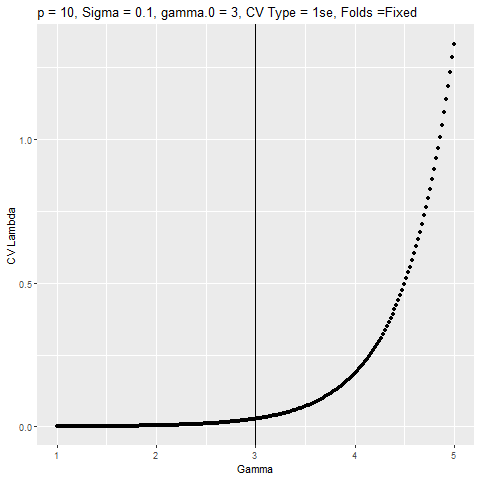 p = 10, Sigma = 0.1, gamma.0 = 3, CV Type = 1se, Folds =Fixed
CV Lambda
1.0
0.5
0.0
1 2 3 4 5
Gamma